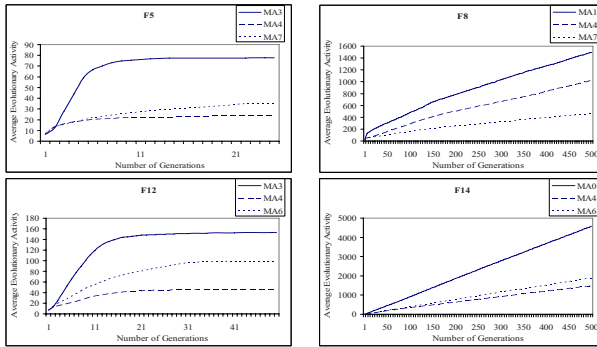 F5
MA3
MA4
MA7
Average Evolutionary Activity
90
80
70
60
50
40
30
20
10
0
1 11 21
Number of Generations
F8
MA1
MA4
MA7
Average Evolutionary Activity
1600
1400
1200
1000
800
600
400
200
0
1 50 100 150 200 250 300 350 400 450 500
Number of Generations
F12
MA3
MA4
MA6
Average Evolutionary Activity
180
160
140
120
100
80
60
40
20
0
1 11 21 31 41
Number of Generations
F14
MA0
MA4
MA6
Average Evolutionary Activity
5000
4000
3000
2000
1000
0
1 50 100 150 200 250 300 350 400 450 500
Number of Generations